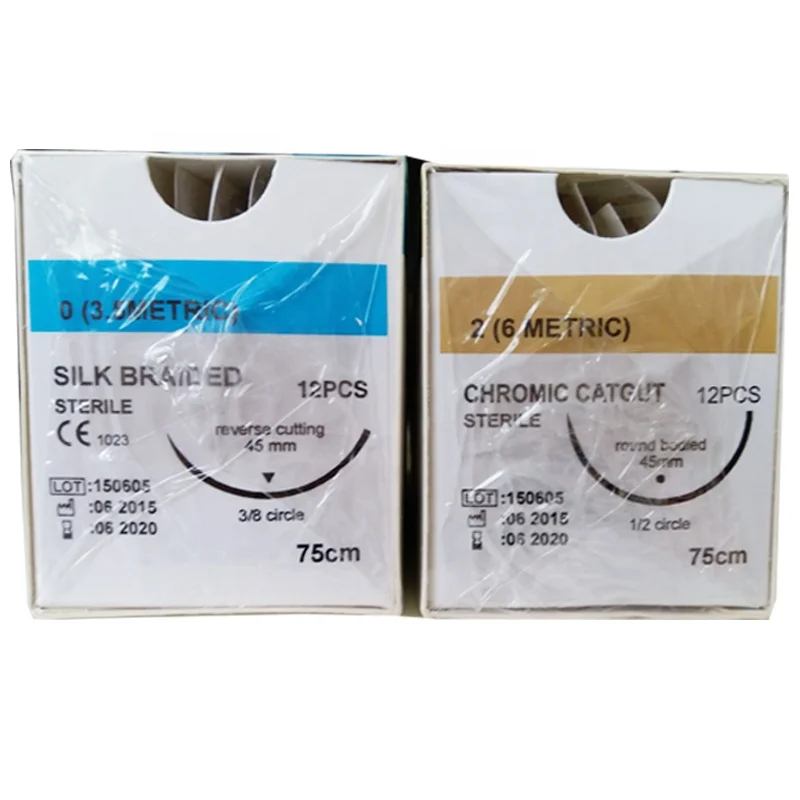 0 (3.5METRIC)
SILK BRAIDED
12PCS
STERILE
CE 1023
reverse cutting
45 mm
LOT :150605
:06 2015
:06 2020
3/8 circle
75cm
2 (6 METRIC)
CHROMIC CATGUT
12PCS
STERILE
round bodied
45mm
LOT :150605
:06 2015
:06 2020
1/2 circle
75cm